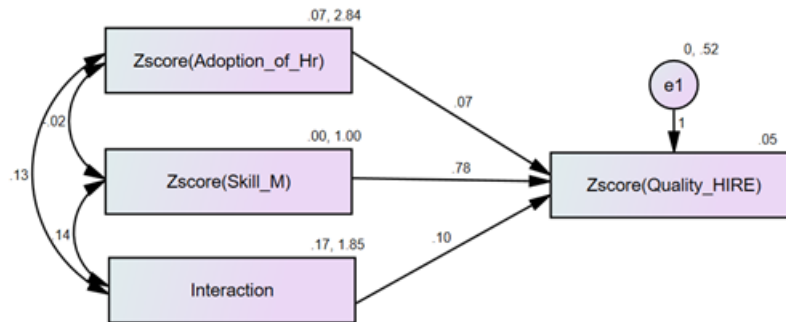 .07, 2.84
Zscore(Adoption_of_Hr)
0, .52
e1
1
.07
-.02
.00, 1.00
.05
.13
Zscore(Skill_M)
.78
Zscore(Quality_HIRE)
.14
.17, 1.85
.10
Interaction